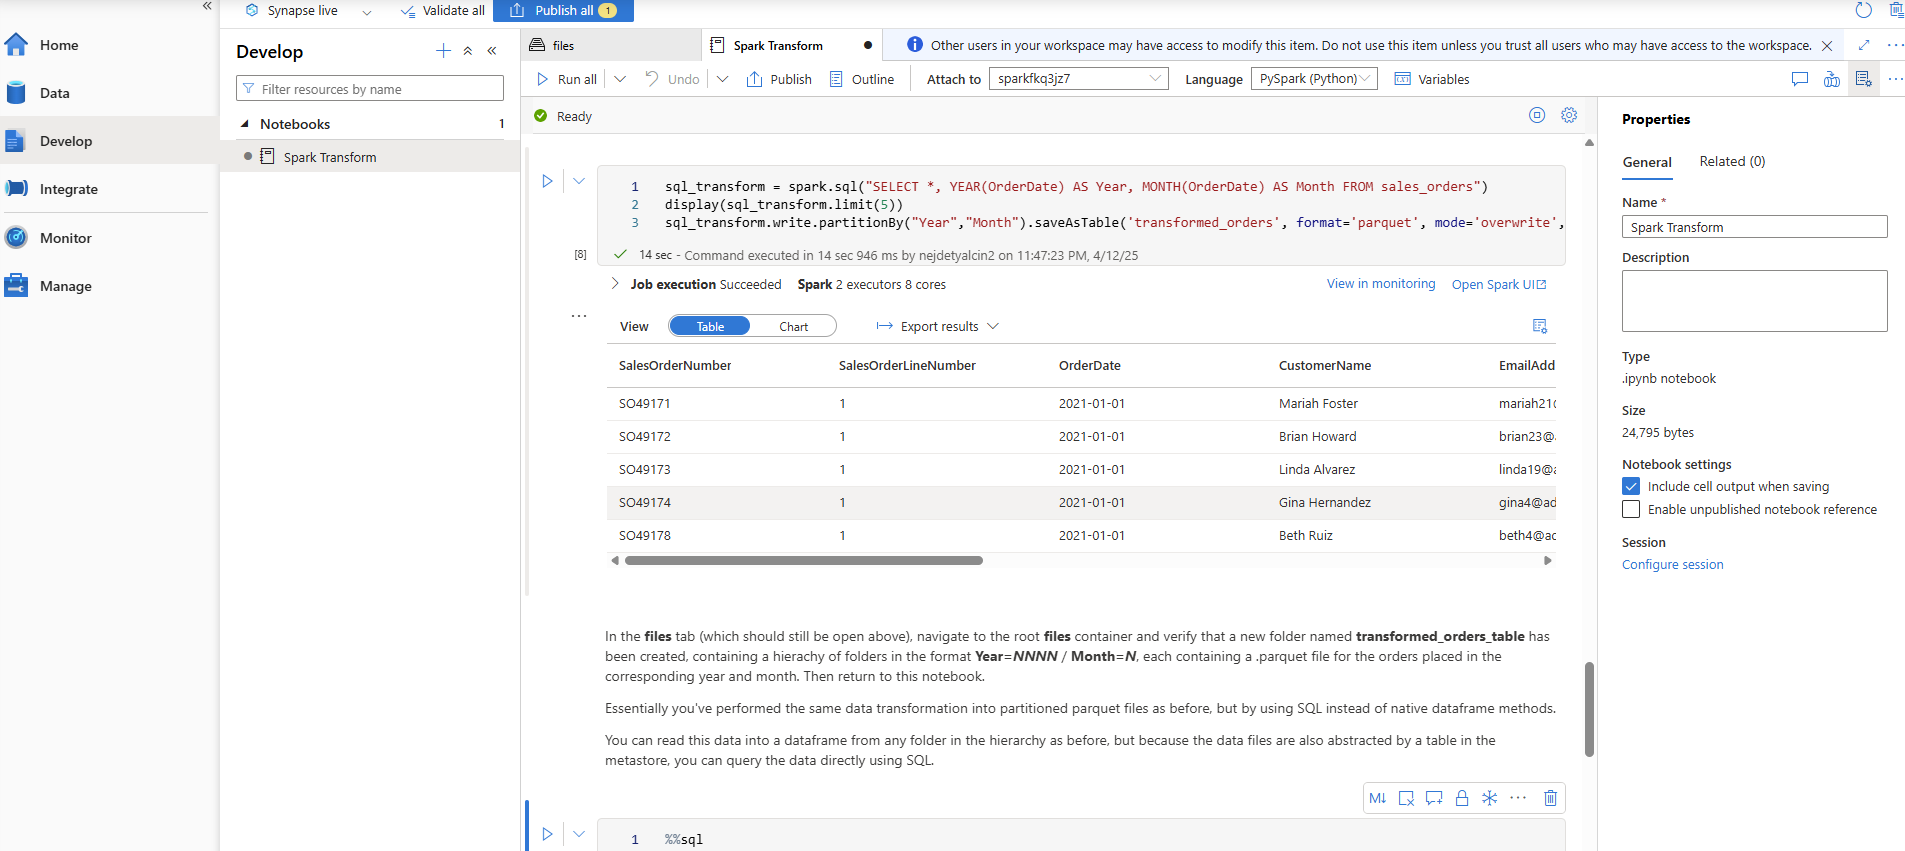 «
Home
Data
Develop
Integrate
Monitor
Manage
Synapse live
Validate all
Publish all 1
Develop
+ «
Filter resources by name
Notebooks 1
Spark Transform
files
Spark Transform
Other users in your workspace may have access to modify this item. Do not use this item unless you trust all users who may have access to the workspace.
Run all
Undo
Publish
Outline
Attach to
sparkfkq3jz7
Language
PySpark (Python)
Variables
Ready
1 sql_transform = spark.sql("SELECT *, YEAR(OrderDate) AS Year, MONTH(OrderDate) AS Month FROM sales_orders")
2 display(sql_transform.limit(5))
3 sql_transform.write.partitionBy("Year","Month").saveAsTable('transformed_orders', format='parquet', mode='overwrite',
[8]
14 sec - Command executed in 14 sec 946 ms by nejdetyalcin2 on 11:47:23 PM, 4/12/25
Job execution Succeeded Spark 2 executors 8 cores
View in monitoring
Open Spark UI
View
Table
Chart
Export results
SalesOrderNumber SalesOrderLineNumber OrderDate CustomerName EmailAdd
SO49171 1 2021-01-01 Mariah Foster mariah21
SO49172 1 2021-01-01 Brian Howard brian23@
SO49173 1 2021-01-01 Linda Alvarez linda19@
SO49174 1 2021-01-01 Gina Hernandez gina4@ad
SO49178 1 2021-01-01 Beth Ruiz beth4@ac
In the files tab (which should still be open above), navigate to the root files container and verify that a new folder named transformed_orders_table has
been created, containing a hierachy of folders in the format Year=NNNN / Month=N, each containing a .parquet file for the orders placed in the
corresponding year and month. Then return to this notebook.
Essentially you've performed the same data transformation into partitioned parquet files as before, but by using SQL instead of native dataframe methods.
You can read this data into a dataframe from any folder in the hierarchy as before, but because the data files are also abstracted by a table in the
metastore, you can query the data directly using SQL.
M↓
1 %%sql
Properties
General
Related (0)
Name *
Spark Transform
Description
Type
.ipynb notebook
Size
24,795 bytes
Notebook settings
Include cell output when saving
Enable unpublished notebook reference
Session
Configure session